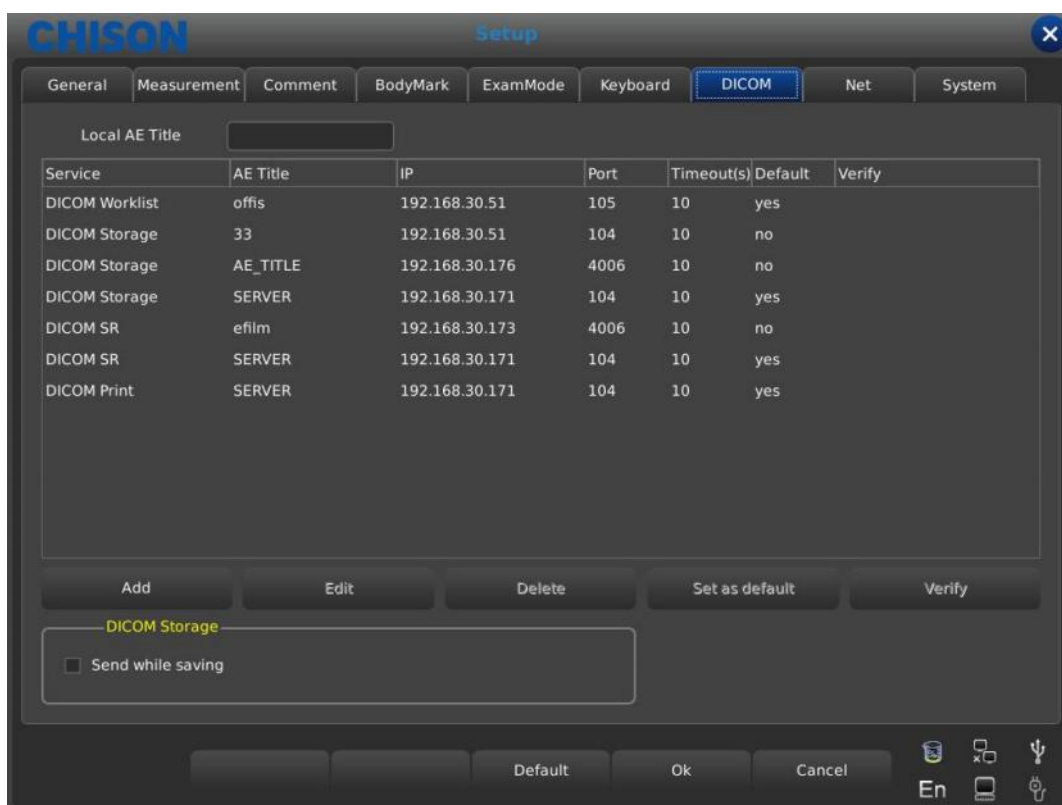 CHISON Setup
General Measurement Comment BodyMark ExamMode Keyboard DICOM Net System
Local AE Title
Service AE Title IP Port Timeout(s) Default Verify
DICOM Worklist offis 192.168.30.51 105 10 yes
DICOM Storage 33 192.168.30.51 104 10 no
DICOM Storage AE_TITLE 192.168.30.176 4006 10 no
DICOM Storage SERVER 192.168.30.171 104 10 yes
DICOM SR efilm 192.168.30.173 4006 10 no
DICOM SR SERVER 192.168.30.171 104 10 yes
DICOM Print SERVER 192.168.30.171 104 10 yes
Add Edit Delete Set as default Verify
DICOM Storage
Send while saving
Default Ok Cancel
En